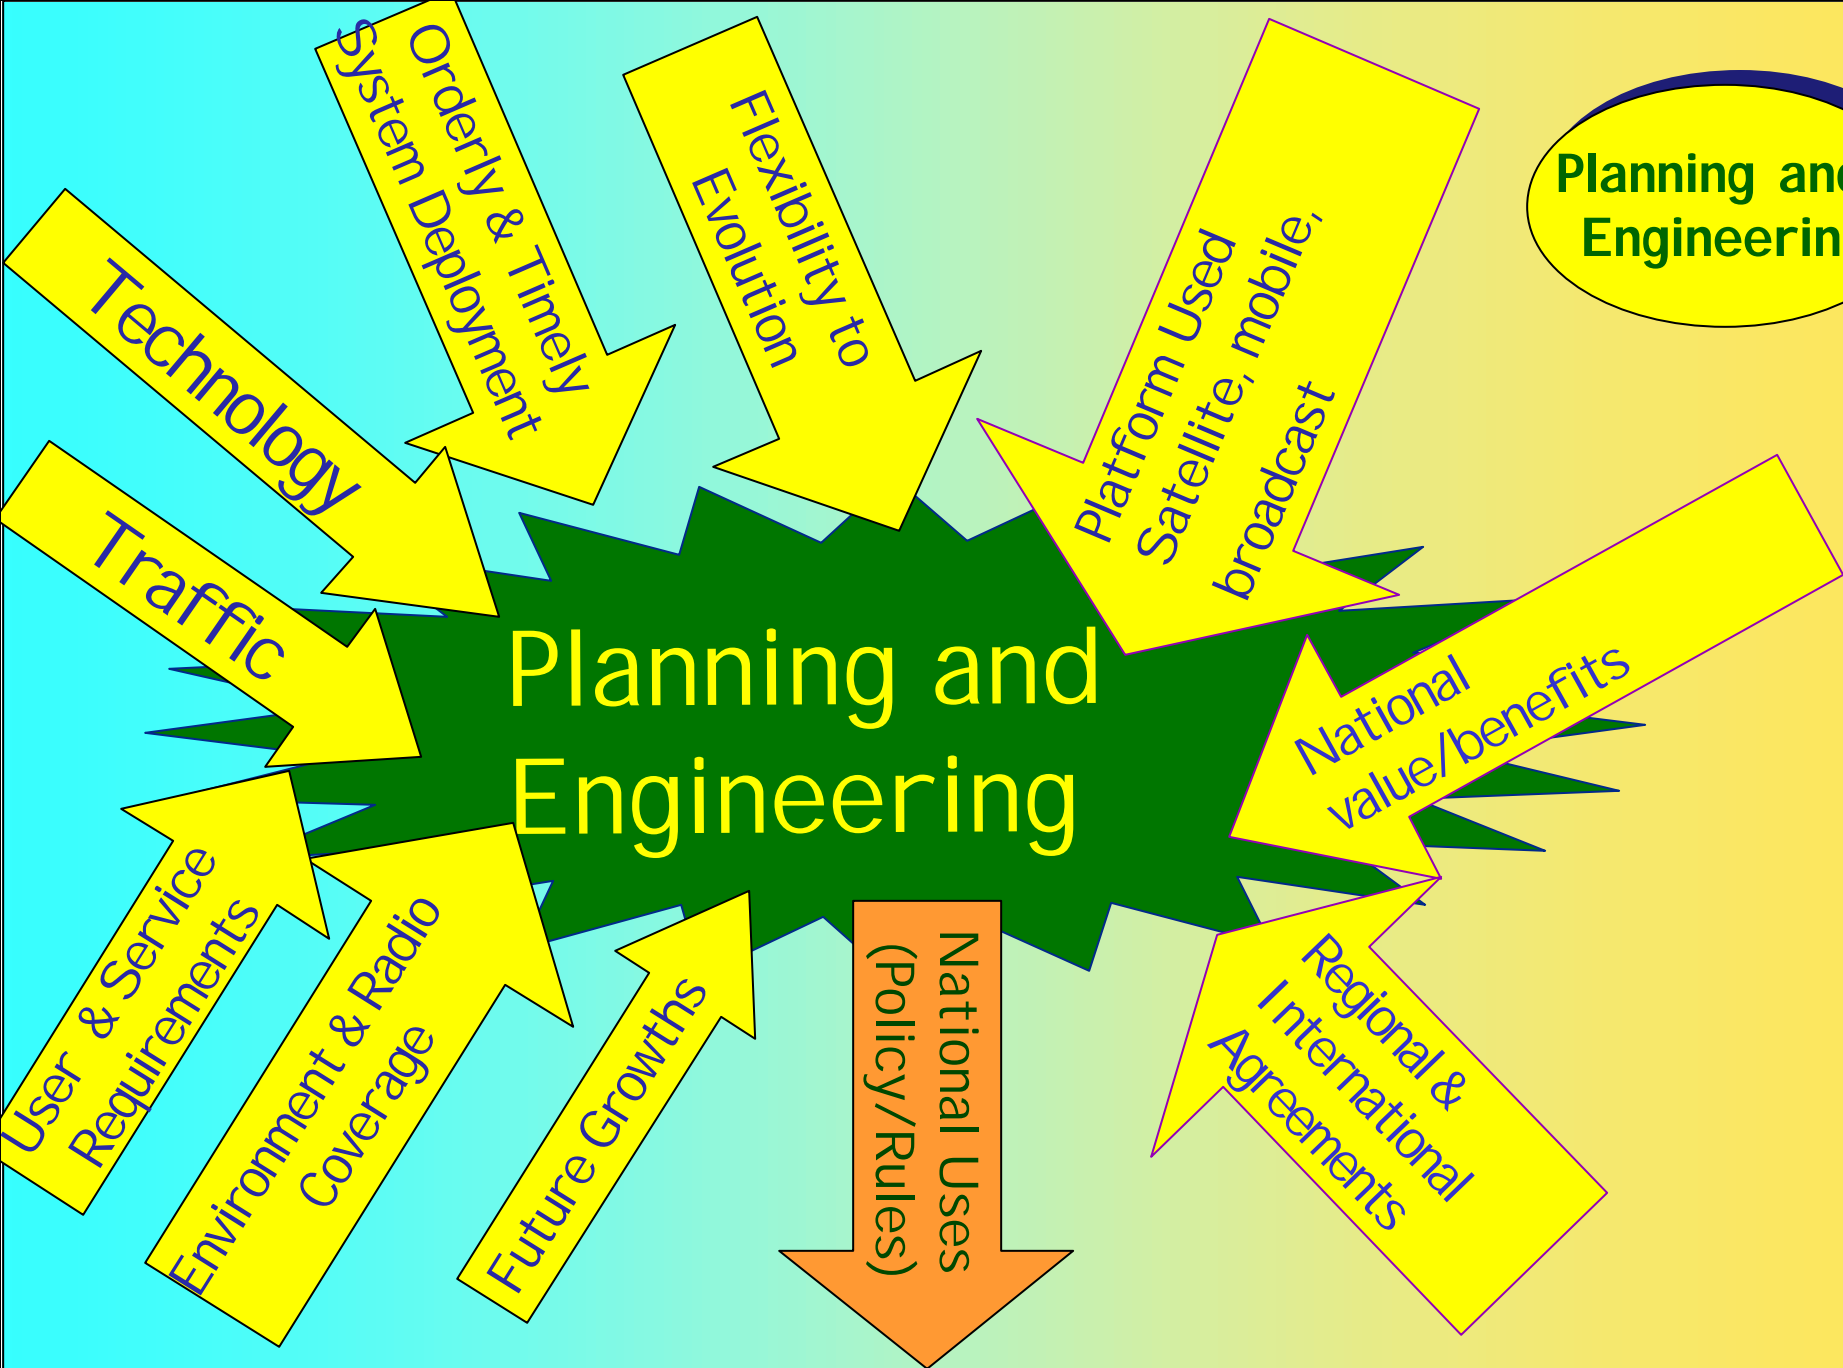 Orderly & Timely
System Deployment
Flexibility to
Evolution
Platform Used
Satellite, mobile,
broadcast
Planning and
Engineerin
Technology
Traffic
Planning and
Engineering
National
value/benefits
User & Service
Requirements
Environment & Radio
Coverage
Future Growths
National Uses
(Policy/Rules)
Regional &
International
Agreements